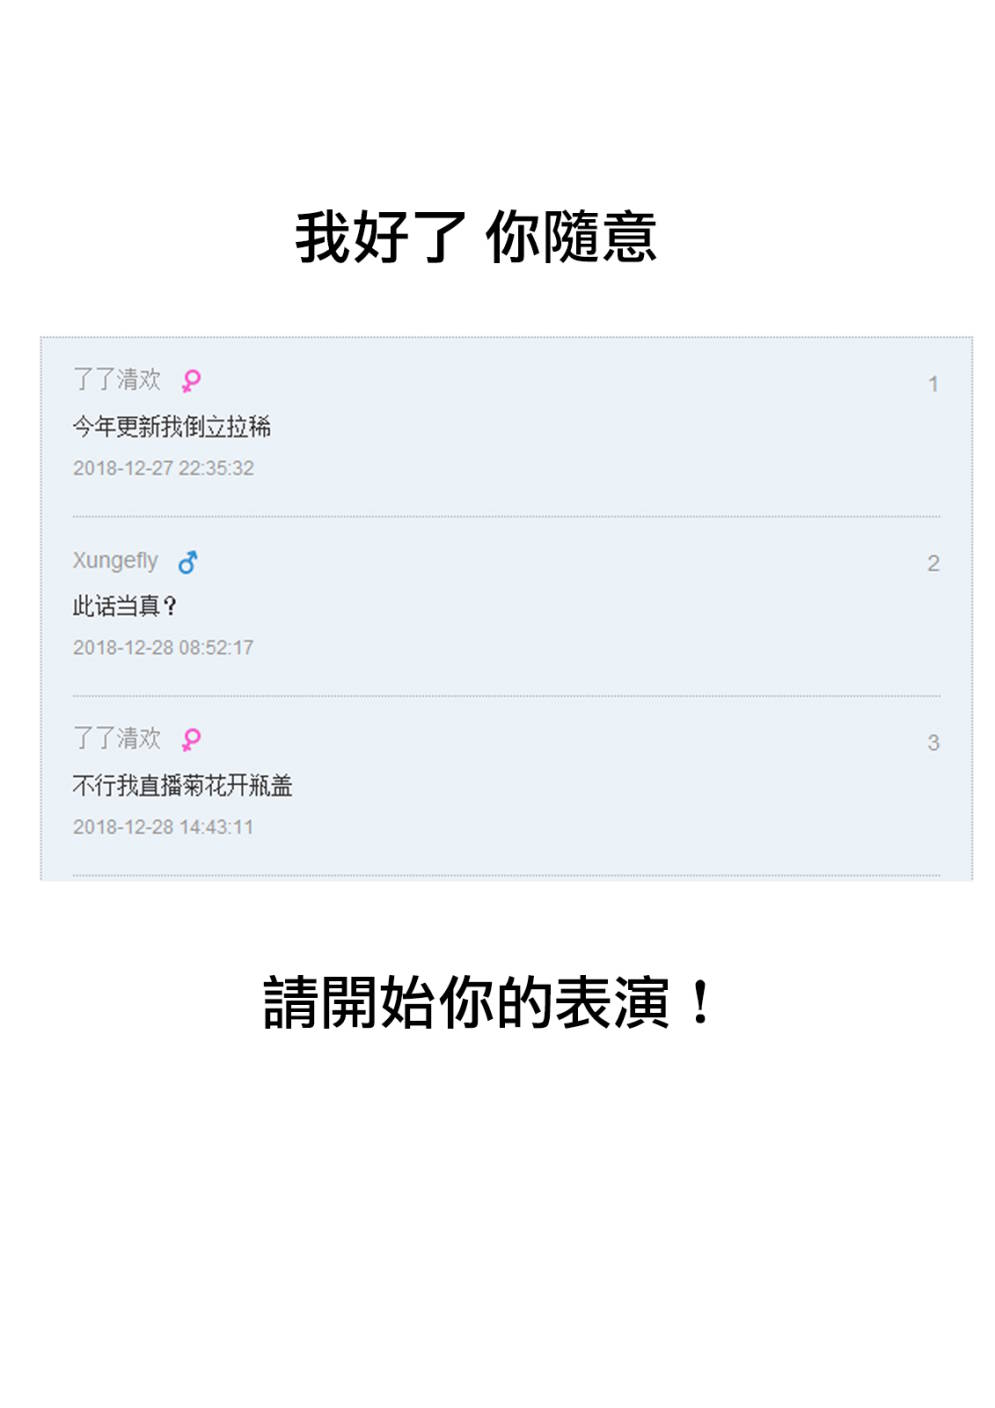 我好了 你隨意
了了清欢
1
今年更新我倒立拉稀
2018-12-27 22:35:32
Xungefly
2
此话当真？
2018-12-28 08:52:17
了了清欢
3
不行我直播菊花开瓶盖
2018-12-28 14:43:11
請開始你的表演！